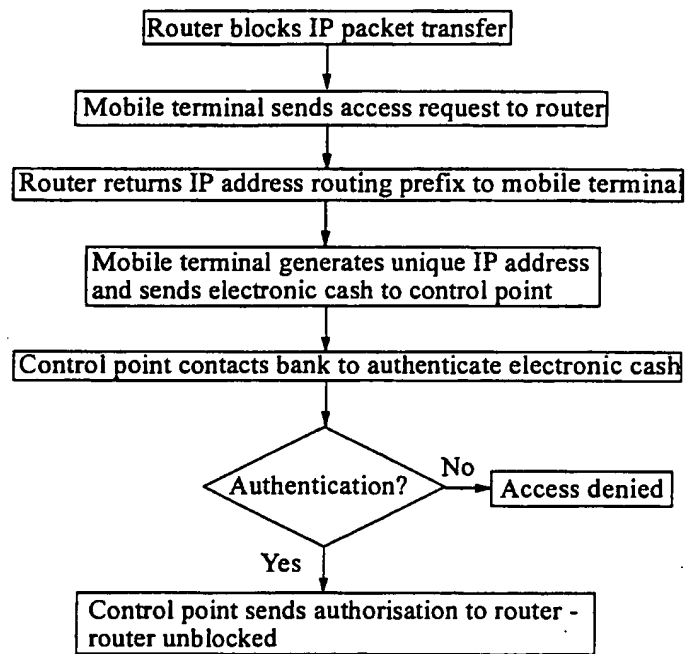 Router blocks IP packet transfer
Mobile terminal sends access request to router
Router returns IP address routing prefix to mobile terminal
Mobile terminal generates unique IP address
and sends electronic cash to control point
Control point contacts bank to authenticate electronic cash
Authentication?
No
Access denied
Yes
Control point sends authorisation to router -
router unblocked